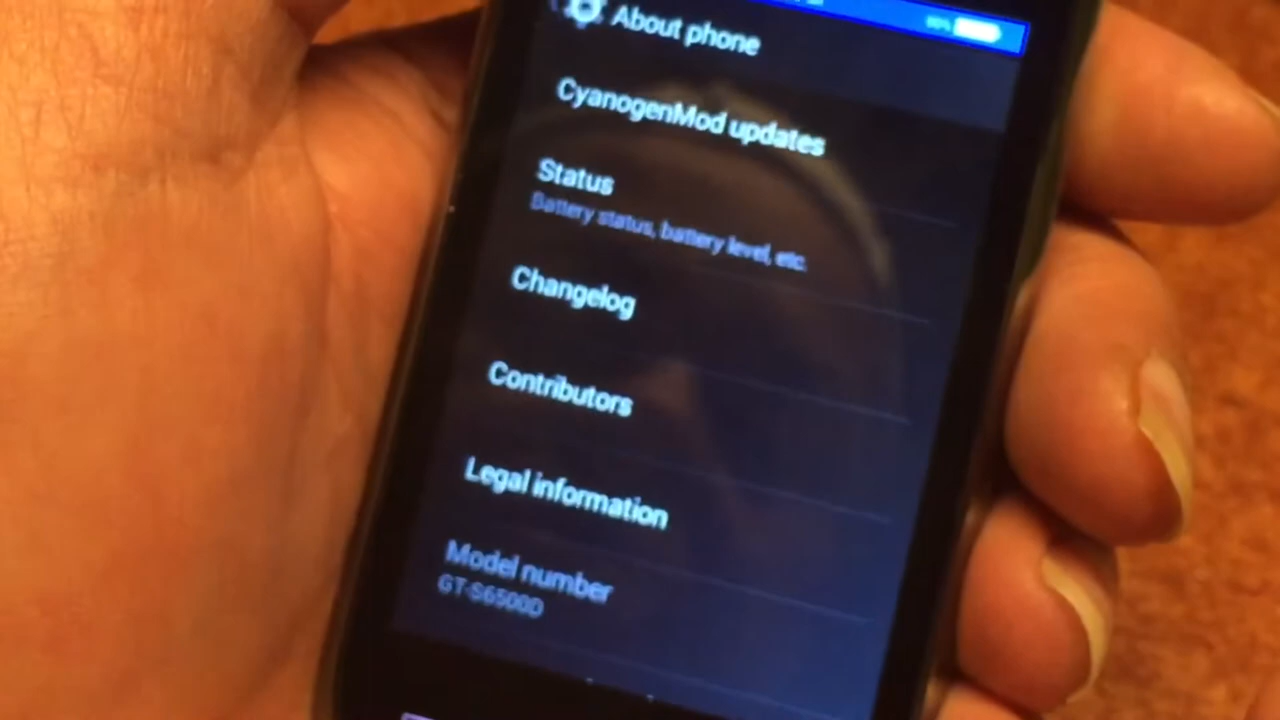 About phone
CyanogenMod updates
Status
Battery status, battery level, etc.
Changelog
Contributors
Legal information
Model number
GT-S6500D